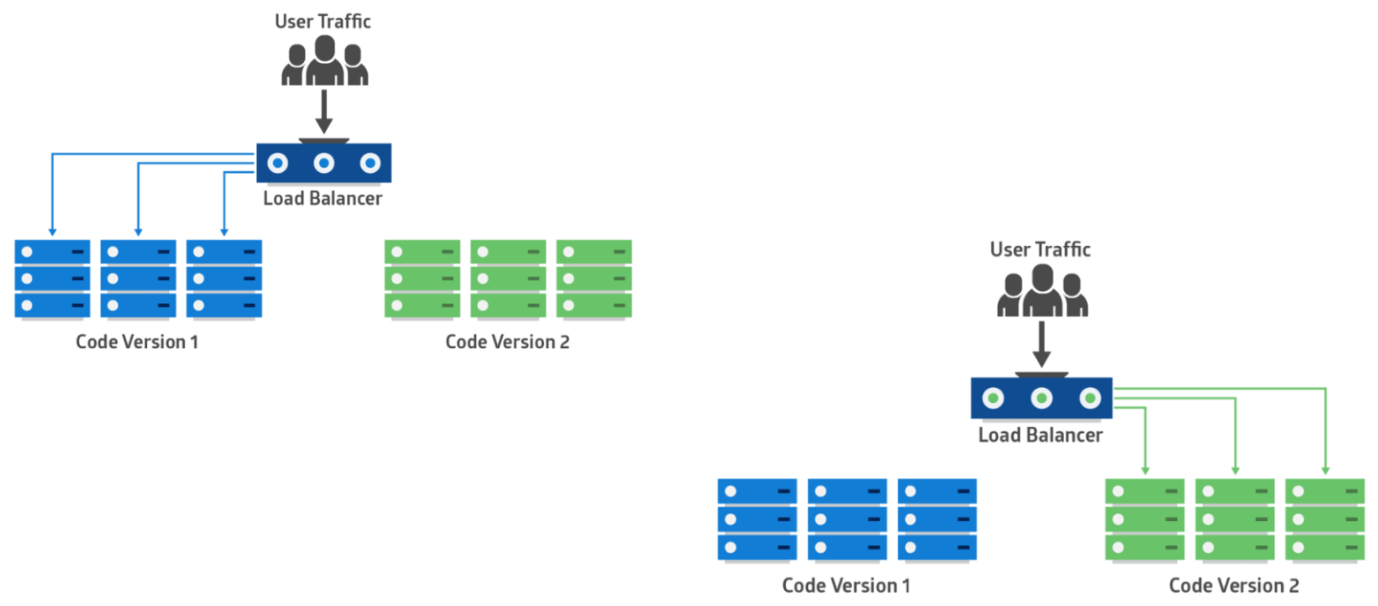 User Traffic
Load Balancer
Code Version 1
Code Version 2
User Traffic
Load Balancer
Code Version 1
Code Version 2